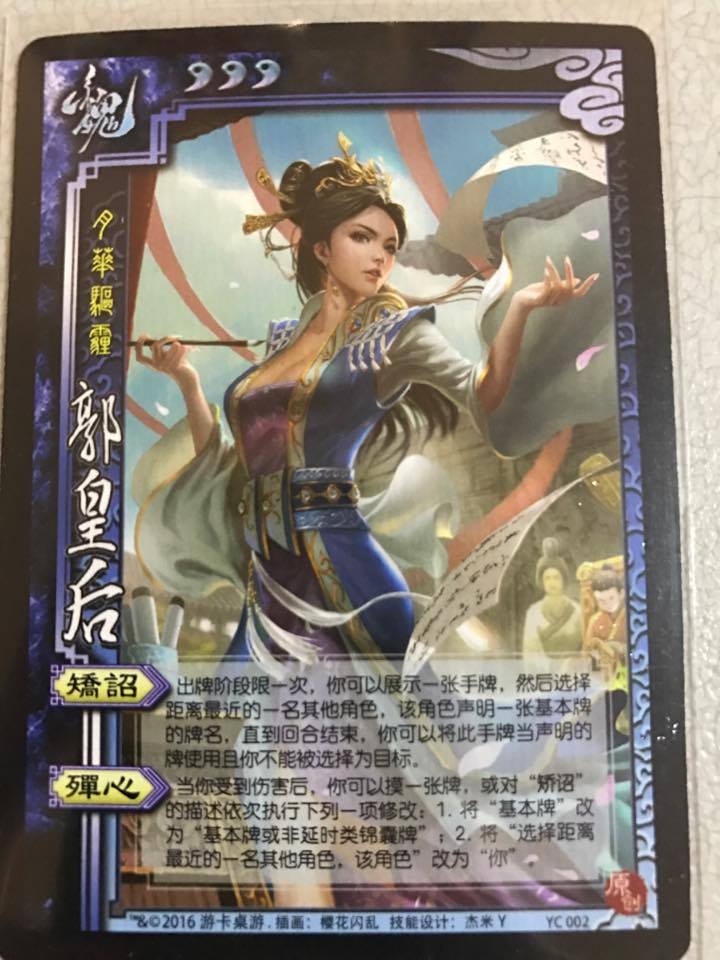 魏
月華驅霾
郭皇后
矯詔
出牌阶段限一次，你可以展示一张手牌，然后选择
距离最近的一名其他角色，该角色声明一张基本牌
的牌名，直到回合结束，你可以将此手牌当声明的
牌使用且你不能被选择为目标。
殫心
当你受到伤害后，你可以摸一张牌，或对“矫诏”
的描述依次执行下列一项修改：1. 将“基本牌”改
为“基本牌或非延时类锦囊牌”；2. 将“选择距离
最近的一名其他角色，该角色”改为“你”
原创
™&©2016 游卡桌游.插画：樱花闪乱 技能设计：杰米Y YC 002